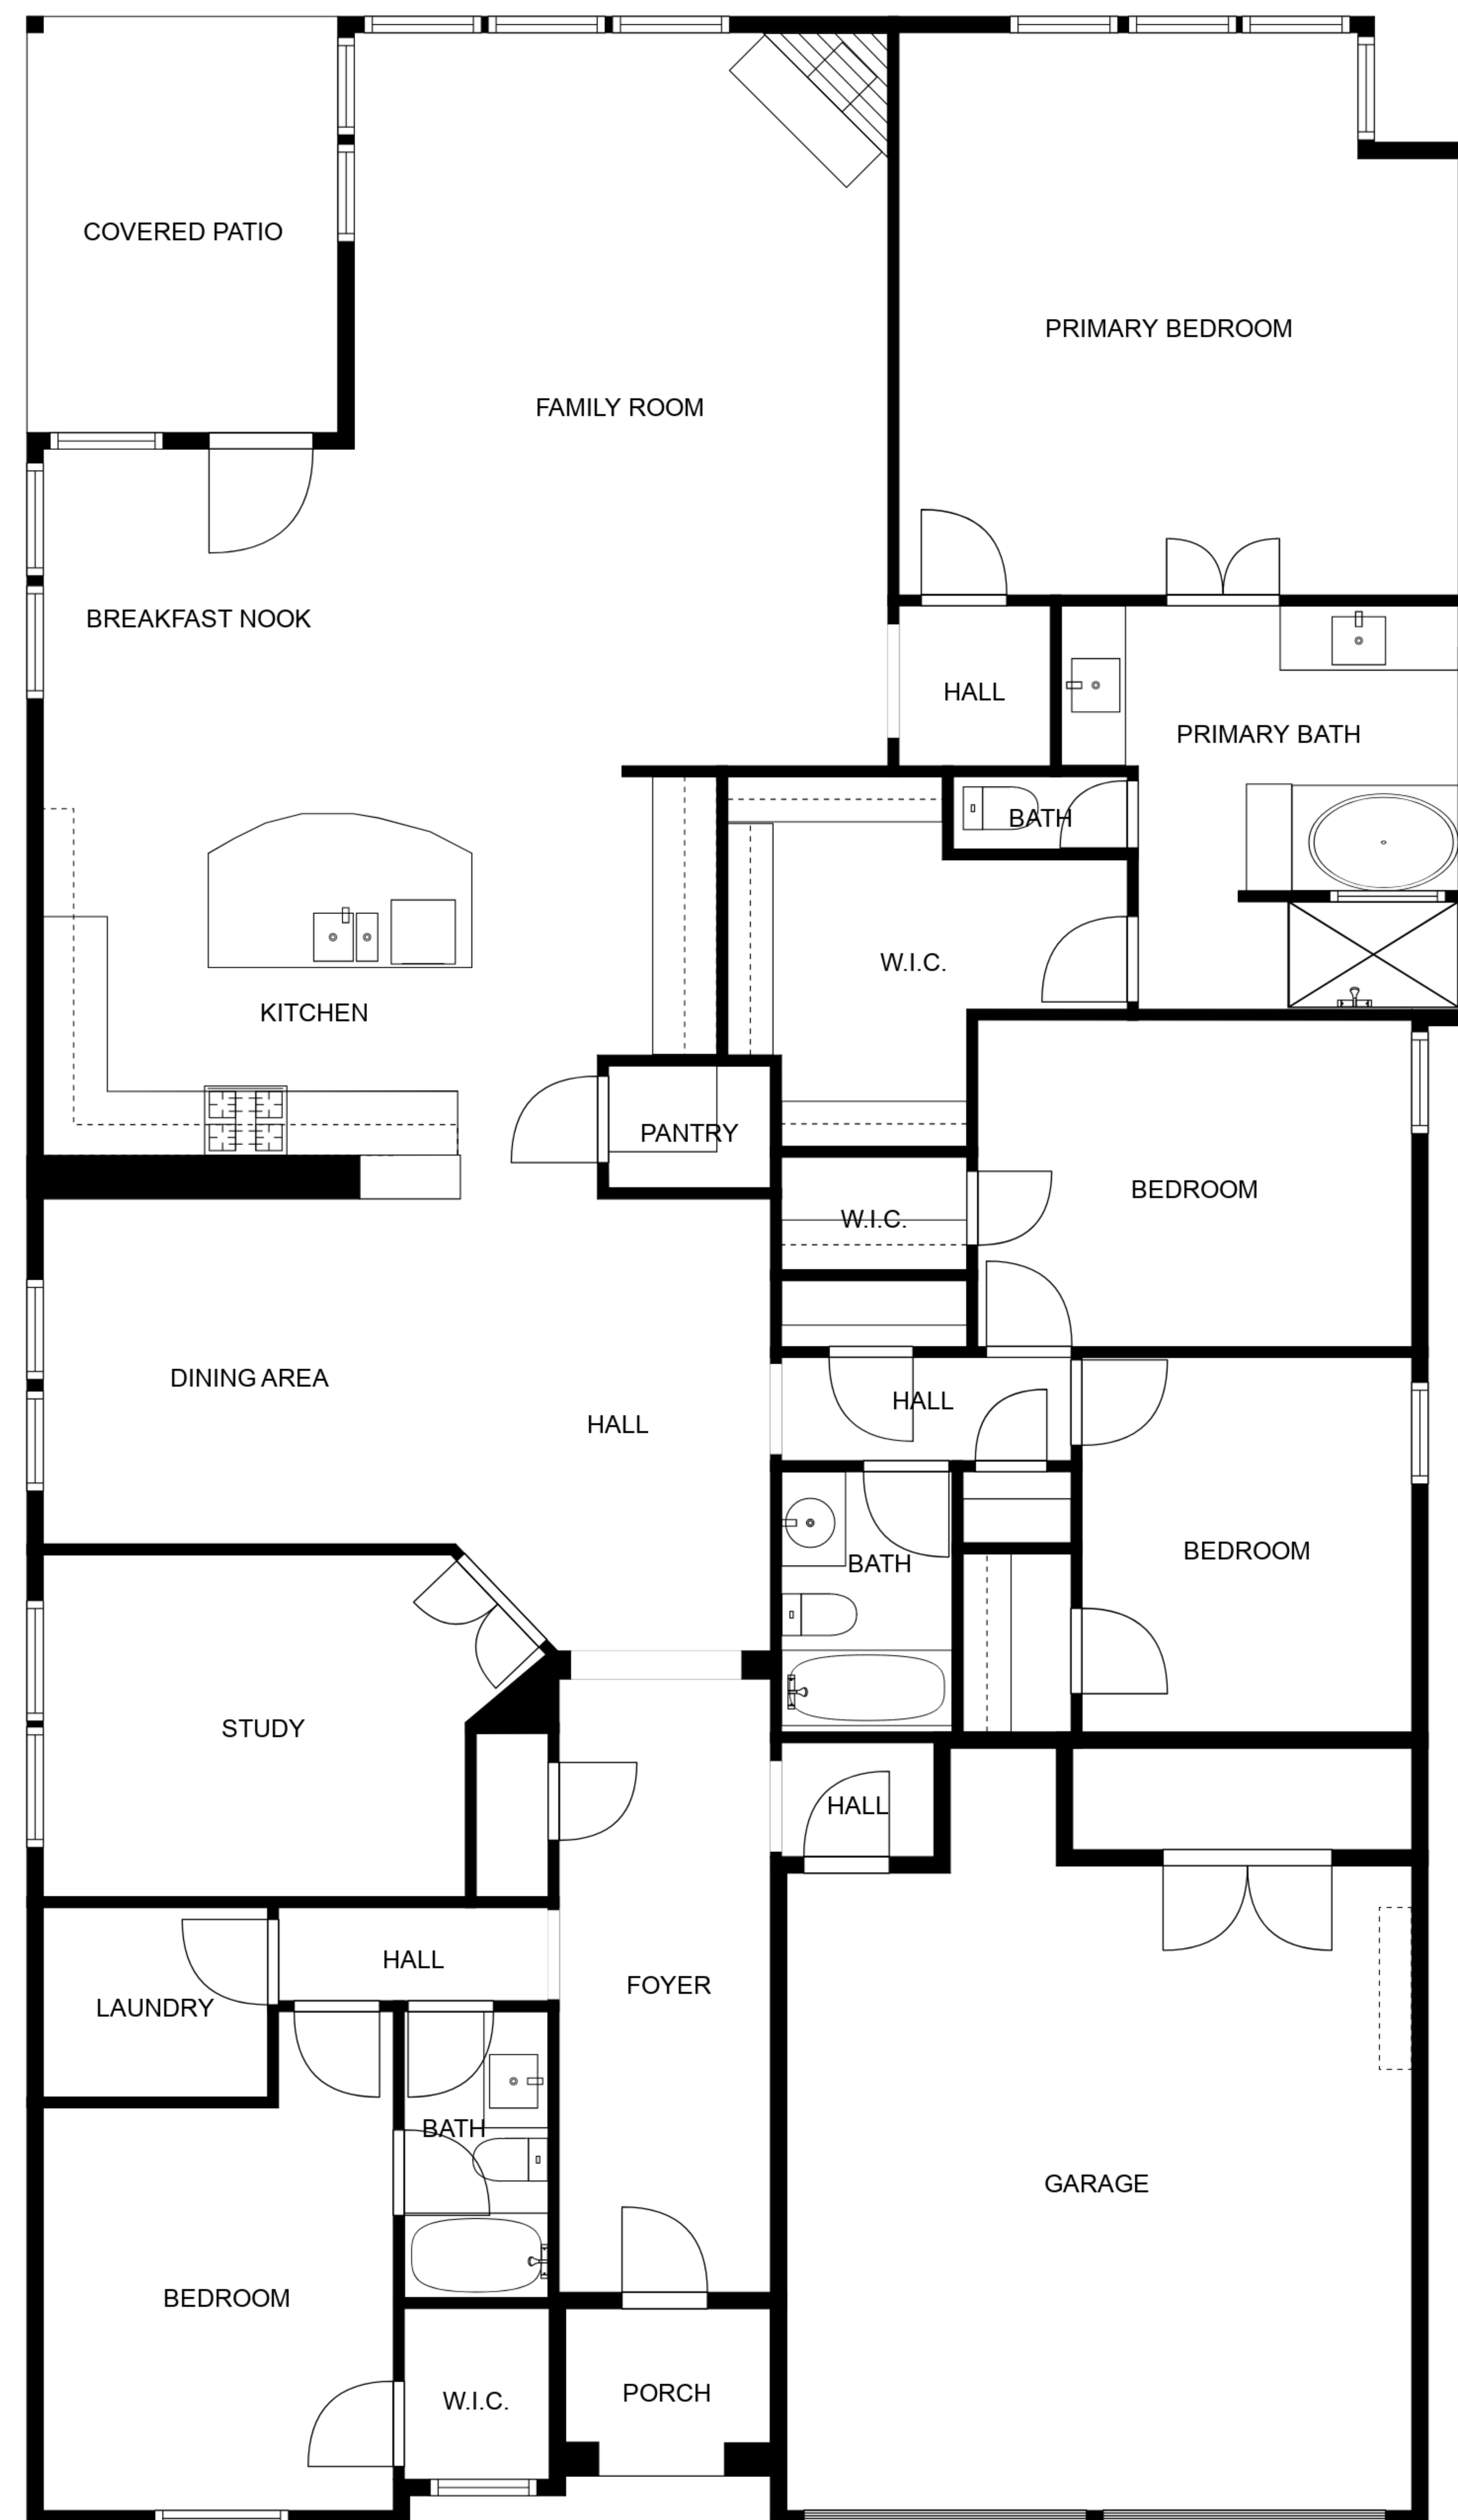 COVERED PATIO
PRIMARY BEDROOM
FAMILY ROOM
BREAKFAST NOOK
HALL
PRIMARY BATH
BATH
W.I.C.
KITCHEN
PANTRY
BEDROOM
W.I.C.
DINING AREA
HALL
HALL
BEDROOM
BATH
STUDY
HALL
HALL
FOYER
LAUNDRY
BATH
GARAGE
BEDROOM
PORCH
W.I.C.